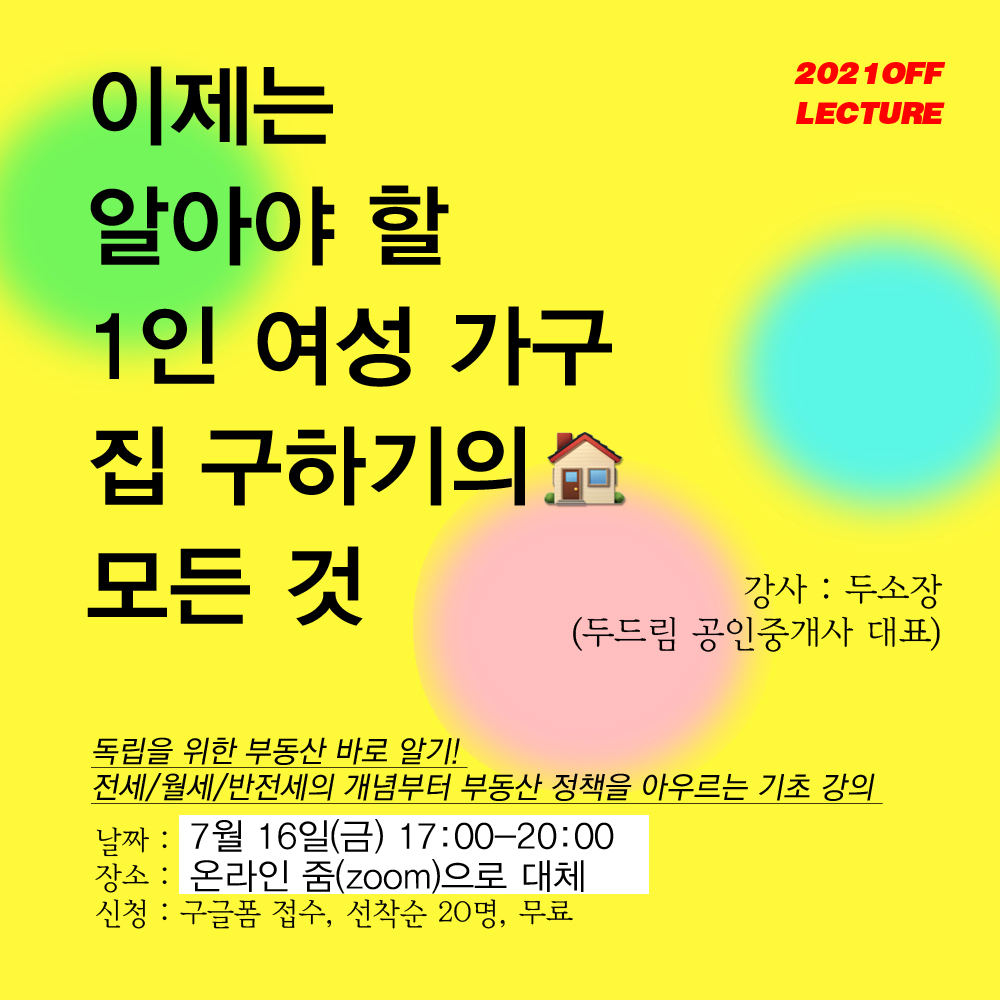 이제는
알아야 할
1인 여성 가구
집 구하기의
모든 것
2021OFF
LECTURE
강사 : 두소장
(두드림 공인중개사 대표)
독립을 위한 부동산 바로 알기!
전세/월세/반전세의 개념부터 부동산 정책을 아우르는 기초 강의
날짜 : 7월 16일(금) 17:00-20:00
장소 : 온라인 줌(zoom)으로 대체
신청 : 구글폼 접수, 선착순 20명, 무료